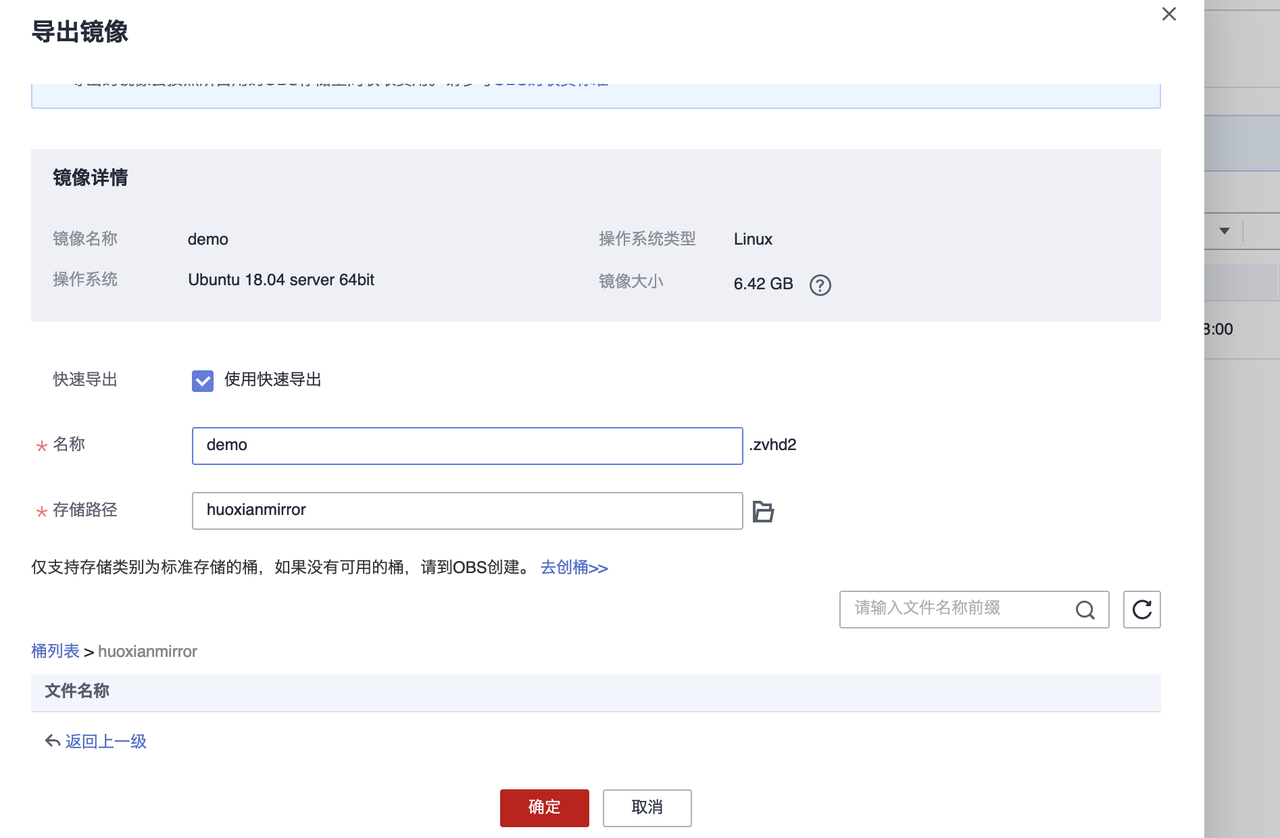 导出镜像
镜像详情
镜像名称 demo 操作系统类型 Linux
操作系统 Ubuntu 18.04 server 64bit 镜像大小 6.42 GB ?
快速导出 使用快速导出
* 名称 demo .zvhd2
* 存储路径 huoxianmirror
仅支持存储类别为标准存储的桶，如果没有可用的桶，请到OBS创建。 去创桶>>
请输入文件名称前缀
桶列表 > huoxianmirror
文件名称
返回上一级
确定 取消